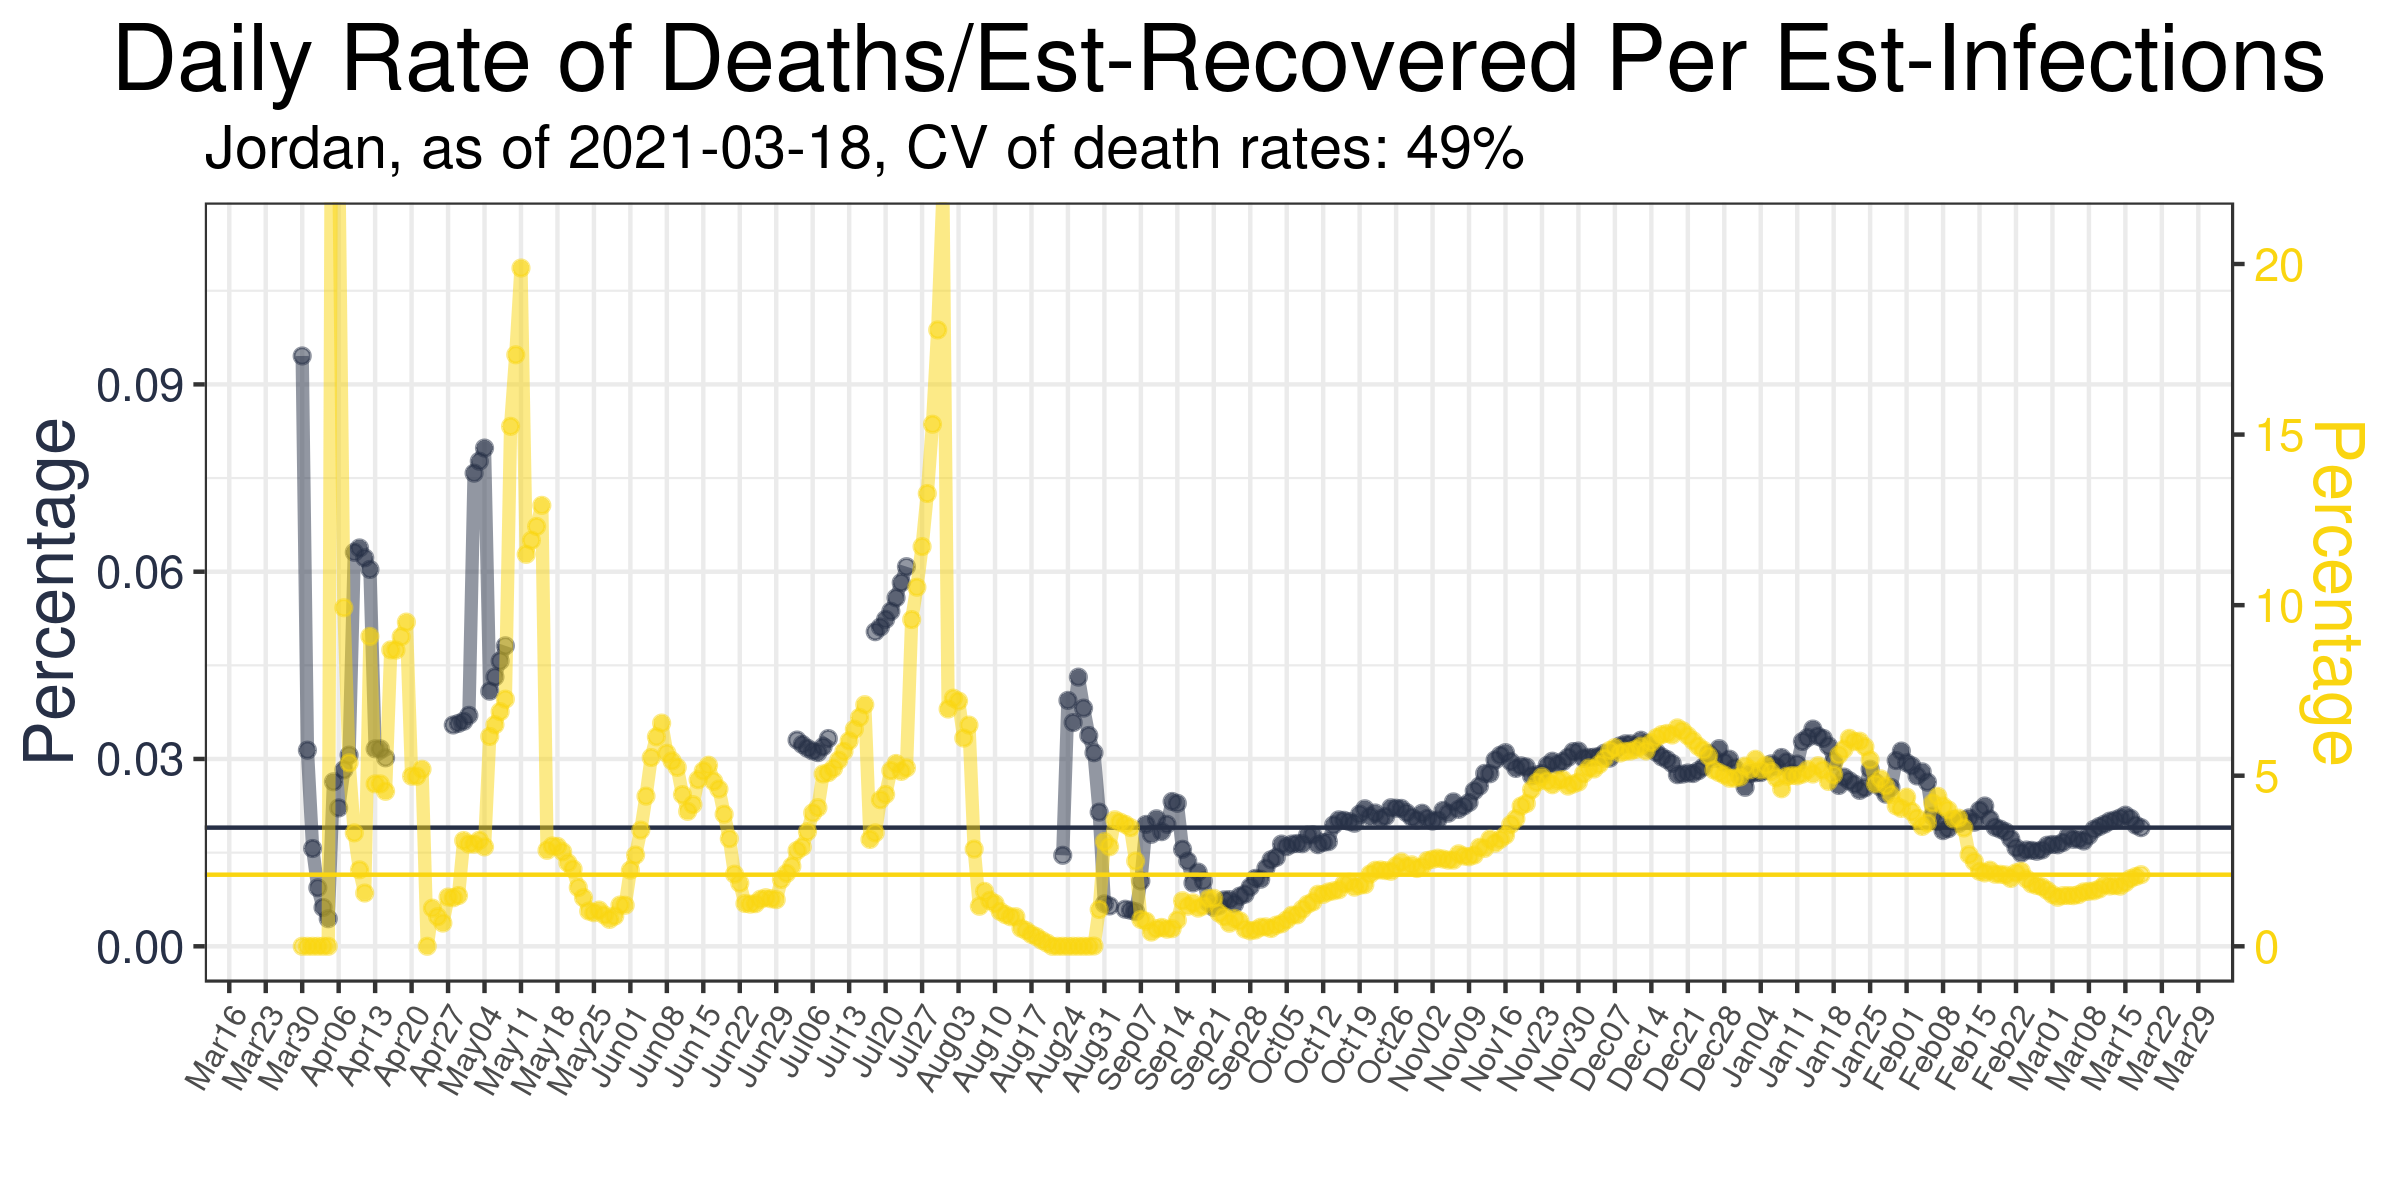 Daily Rate of Deaths/Est-Recovered Per Est-Infections
Jordan, as of 2021-03-18, CV of death rates: 49%
Percentage
0.09
0.06
0.03
0.00
20
15
10
5
0
Percentage
Mar16
Mar23
Mar30
Apr06
Apr13
Apr20
Apr27
May04
May11
May18
May25
Jun01
Jun08
Jun15
Jun22
Jun29
Jul06
Jul13
Jul20
Jul27
Aug03
Aug10
Aug17
Aug24
Aug31
Sep07
Sep14
Sep21
Sep28
Oct05
Oct12
Oct19
Oct26
Nov02
Nov09
Nov16
Nov23
Nov30
Dec07
Dec14
Dec21
Dec28
Jan04
Jan11
Jan18
Jan25
Feb01
Feb08
Feb15
Feb22
Mar01
Mar08
Mar15
Mar22
Mar29